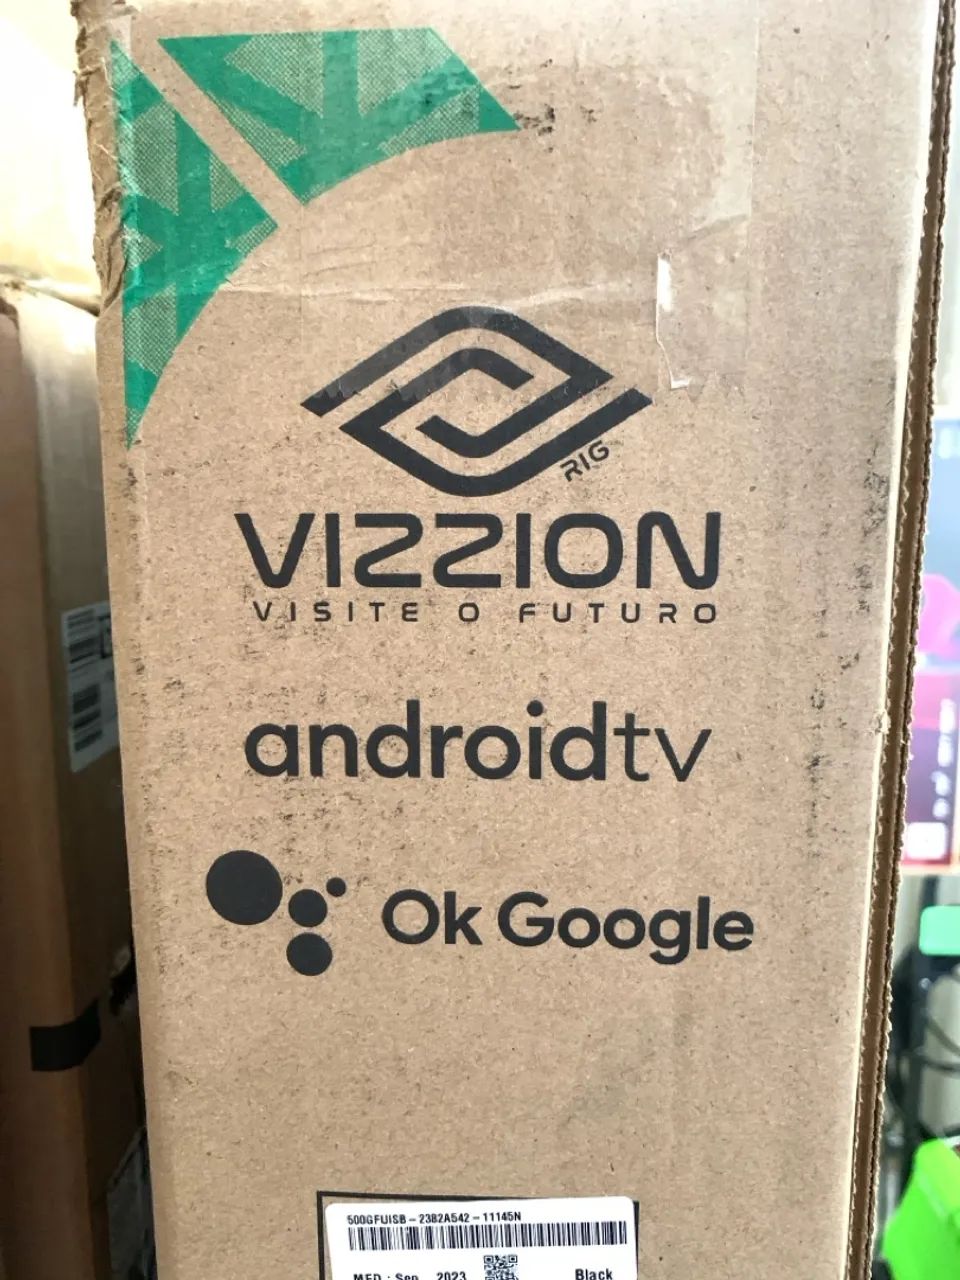 RIG
VIZZION
VISITE O FUTURO
androidtv
Ok Google
500GFUISB-2382A542-11145N
MFD : Sep 2023 Black